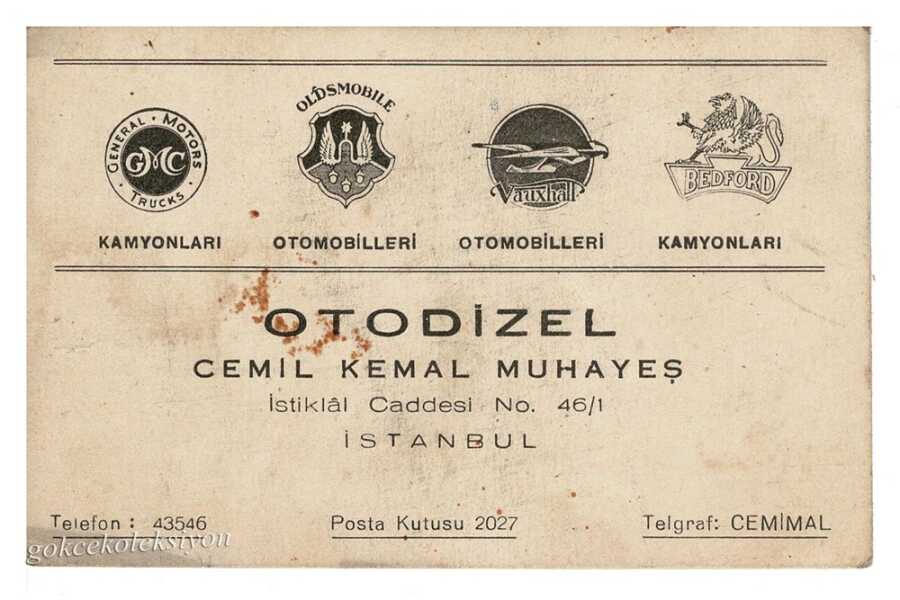 GENERAL · MOTORS · TRUCKS ·
GMC
OLDSMOBILE
Vauxhall
BEDFORD
KAMYONLARI OTOMOBİLLERİ OTOMOBİLLERİ KAMYONLARI
OTODİZEL
CEMİL KEMAL MUHAYEŞ
İstiklâl Caddesi No. 46/1
İSTANBUL
Telefon : 43546 Posta Kutusu 2027 Telgraf: CEMİMAL
gokcekoleksiyon